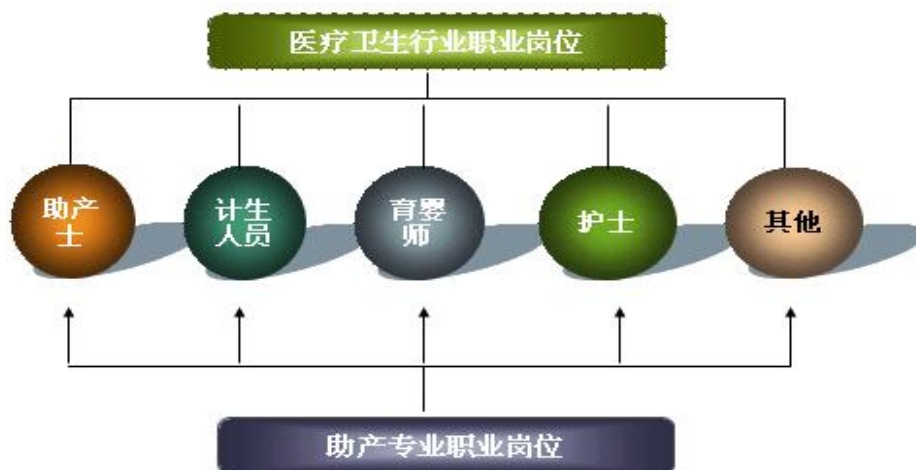 医疗卫生行业职业岗位
助产
士
计生
人员
育婴
师
护士
其他
助产专业职业岗位